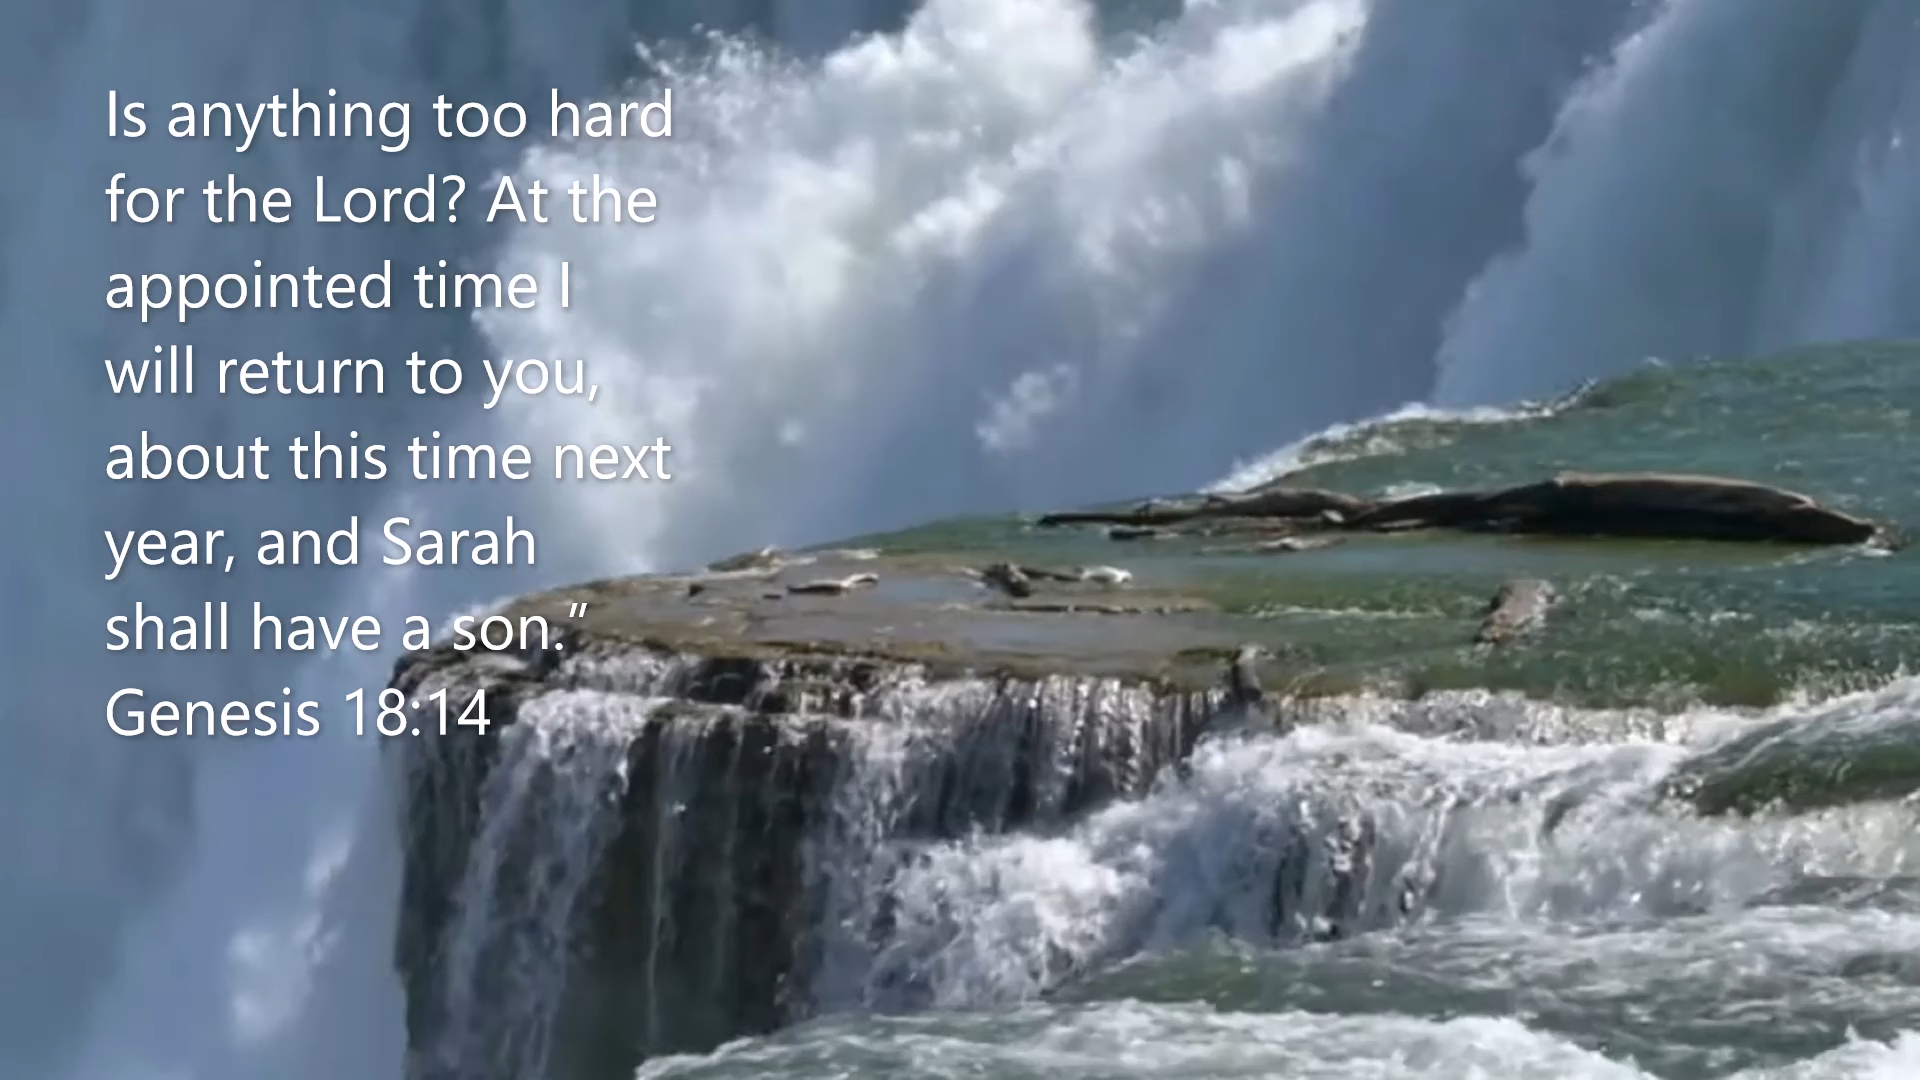 Is anything too hard
for the Lord? At the
appointed time I
will return to you,
about this time next
year, and Sarah
shall have a son.”
Genesis 18:14